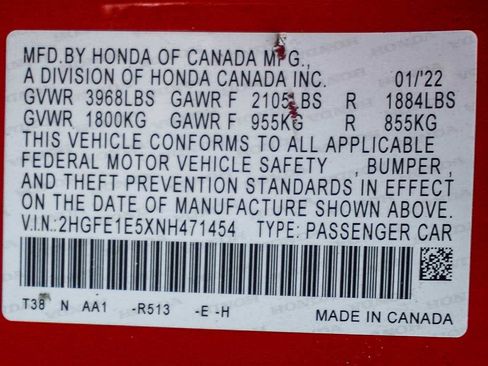 MFD.BY HONDA OF CANADA MFG.,
A DIVISION OF HONDA CANADA INC. 01/'22
GVWR 3968LBS GAWR F 2105LBS R 1884LBS
GVWR 1800KG GAWR F 955KG R 855KG
THIS VEHICLE CONFORMS TO ALL APPLICABLE
FEDERAL MOTOR VEHICLE SAFETY , BUMPER ,
AND THEFT PREVENTION STANDARDS IN EFFECT
ON THE DATE OF MANUFACTURE SHOWN ABOVE.
V.I.N.:2HGFE1E5XNH471454 TYPE:PASSENGER CAR
T38 N AA1 -R513 -E -H
MADE IN CANADA